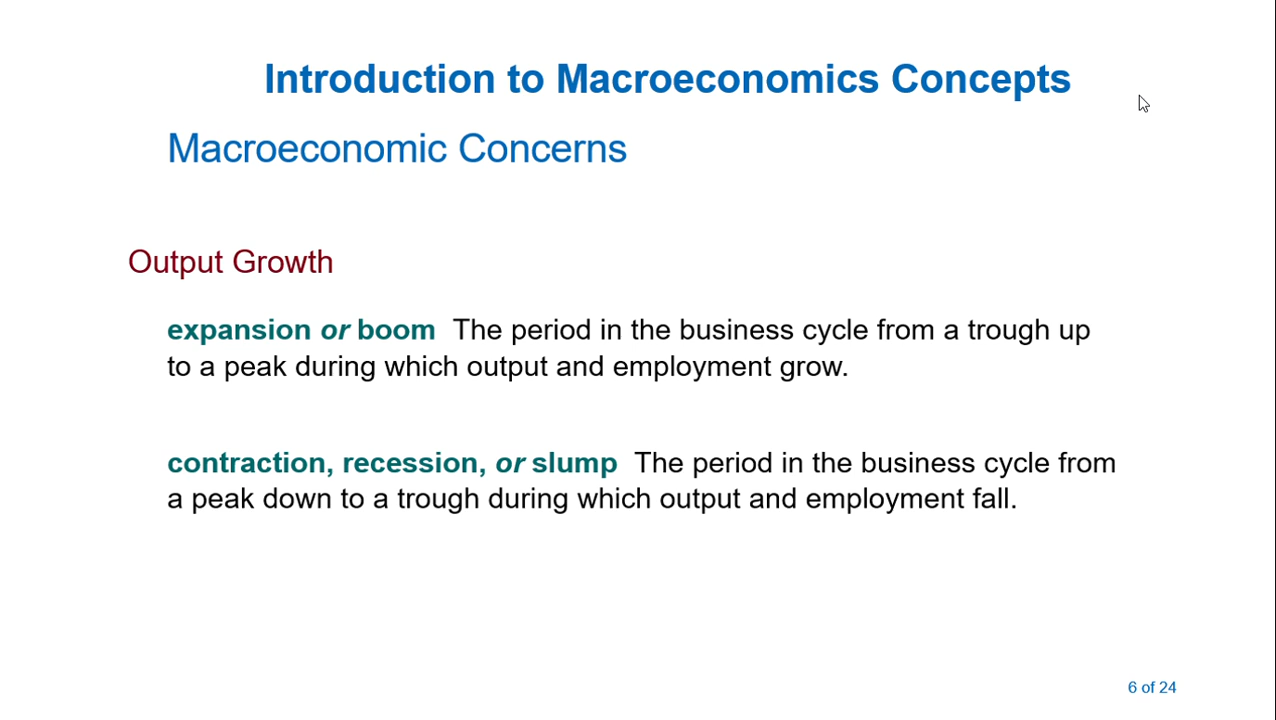 Introduction to Macroeconomics Concepts
Macroeconomic Concerns
Output Growth
expansion or boom The period in the business cycle from a trough up
to a peak during which output and employment grow.
contraction, recession, or slump The period in the business cycle from
a peak down to a trough during which output and employment fall.
6 of 24